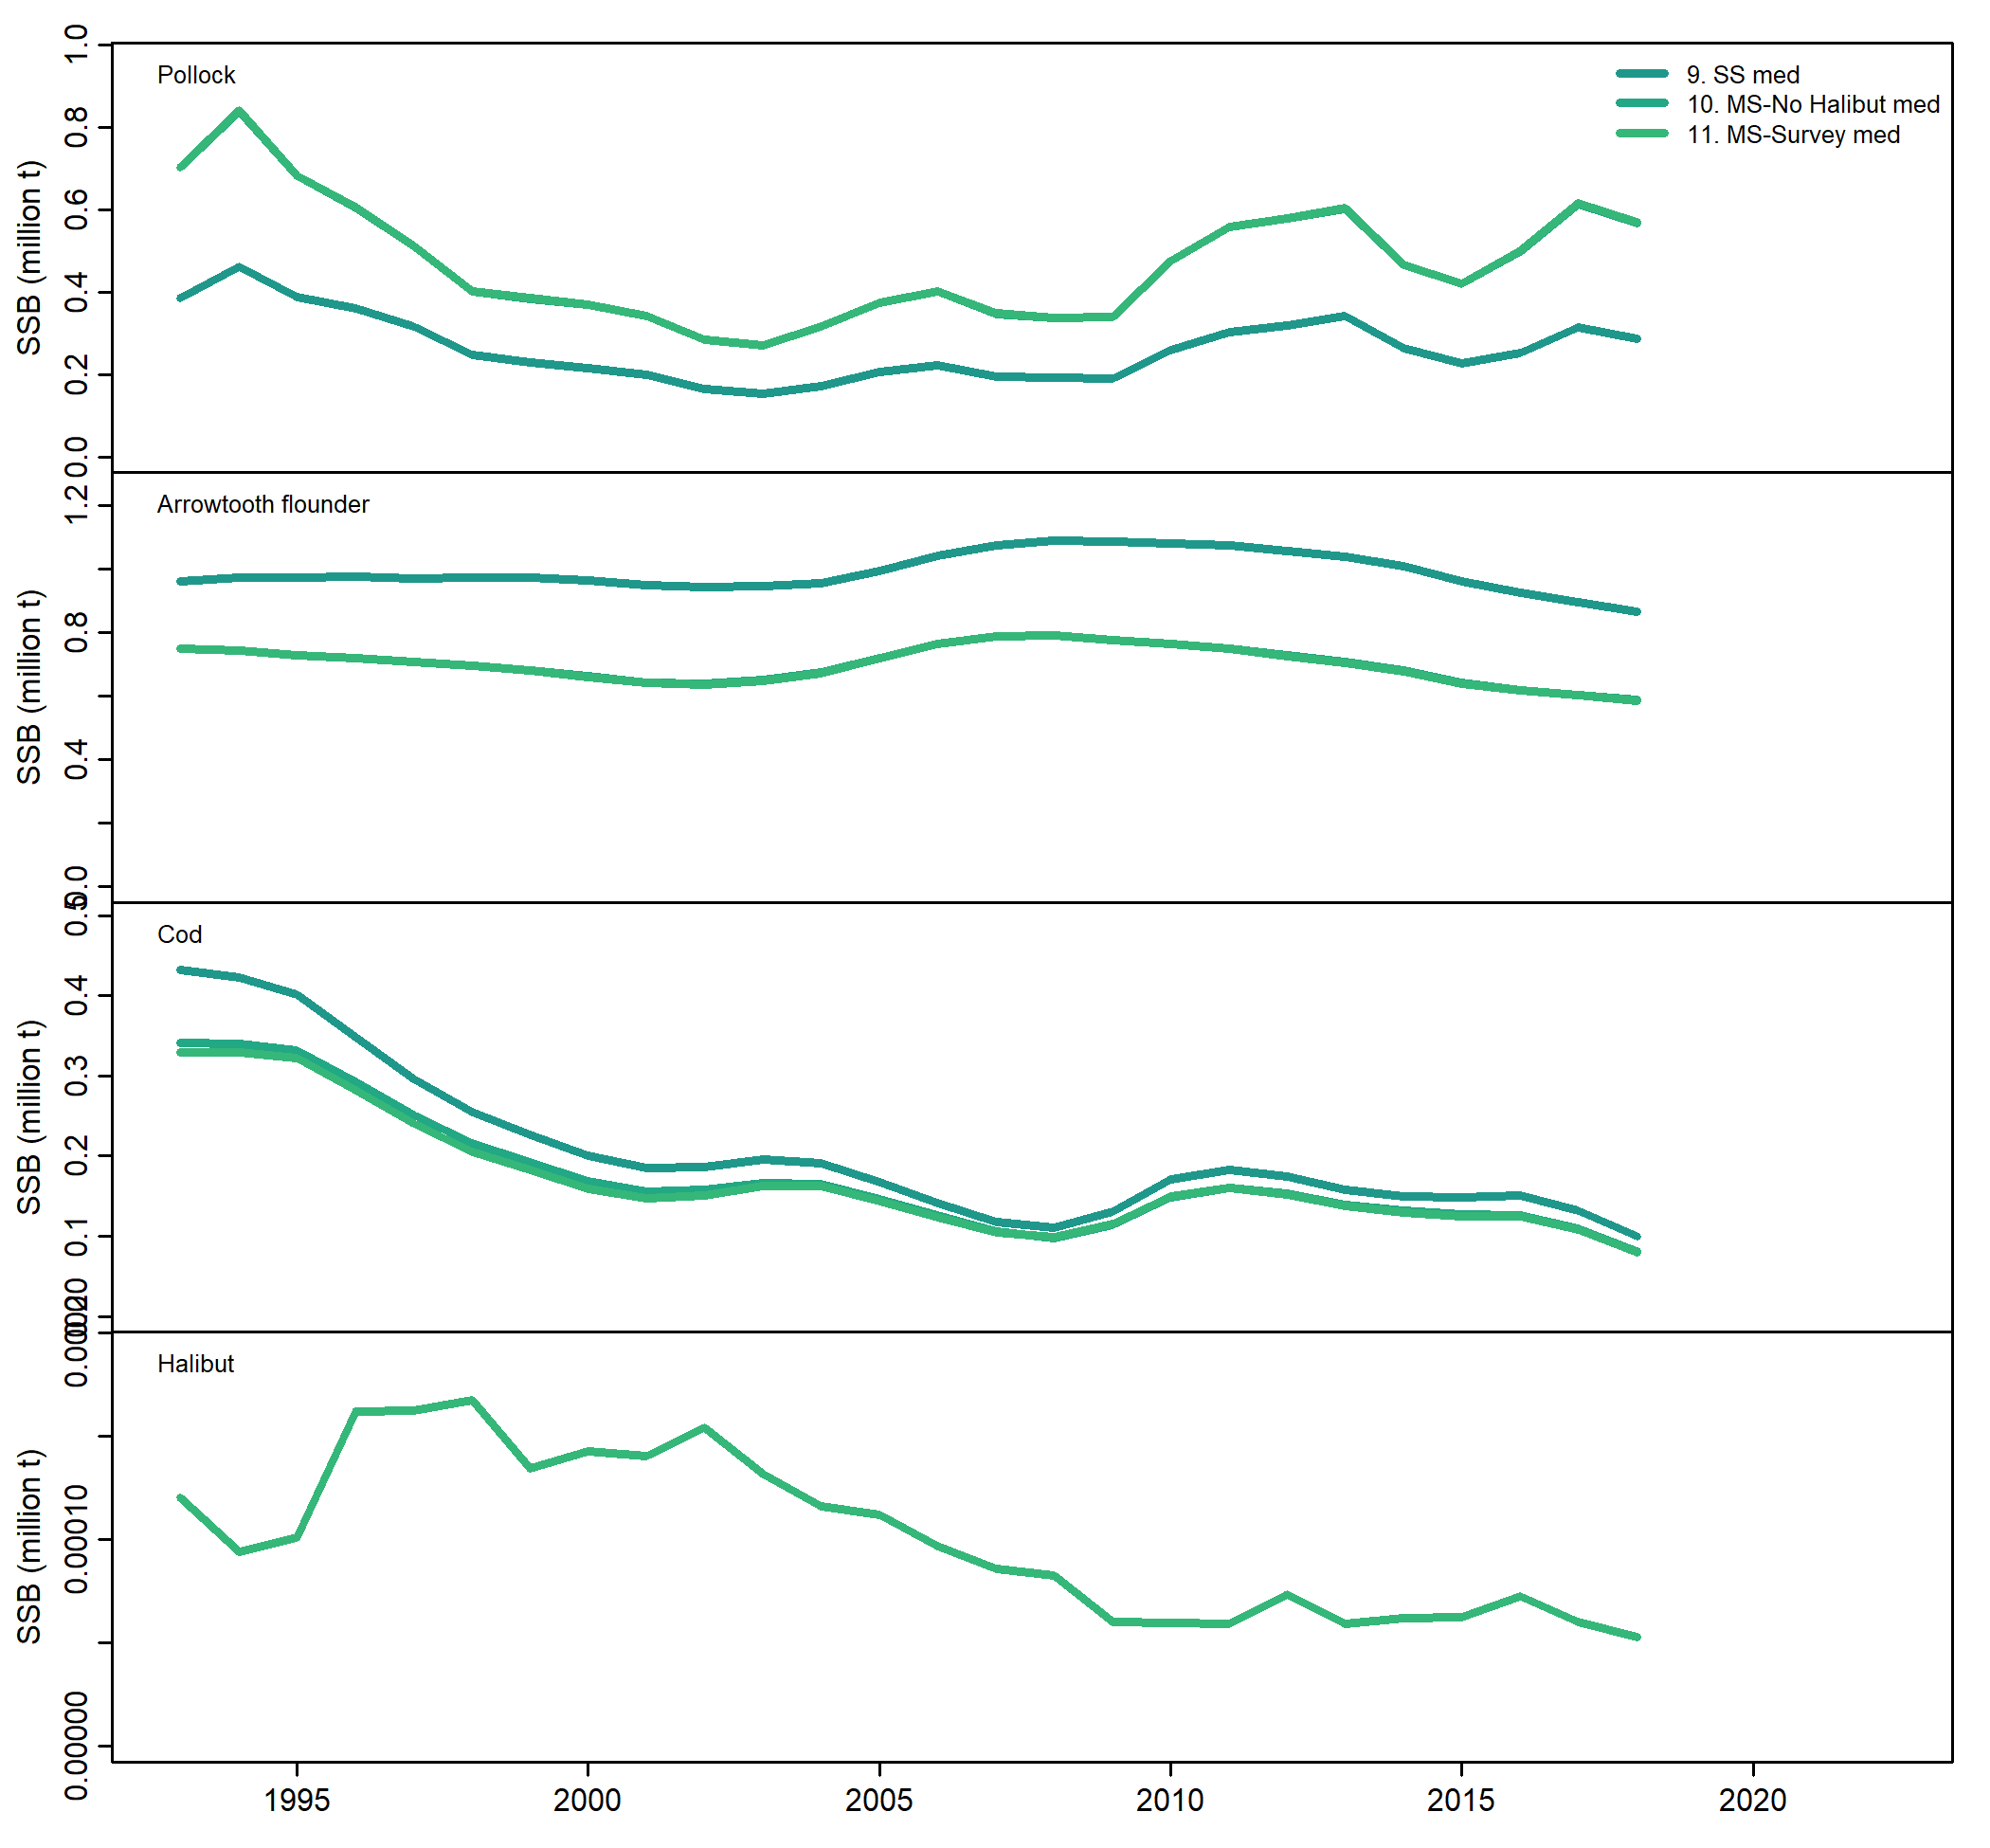 Pollock
9. SS med
10. MS-No Halibut med
11. MS-Survey med
SSB (million t)
1.0
0.8
0.6
0.4
0.2
0.0
Arrowtooth flounder
SSB (million t)
1.2
0.8
0.4
0.0
Cod
SSB (million t)
0.5
0.4
0.3
0.2
0.1
Halibut
SSB (million t)
0.00010
0.00000
1995
2000
2005
2010
2015
2020